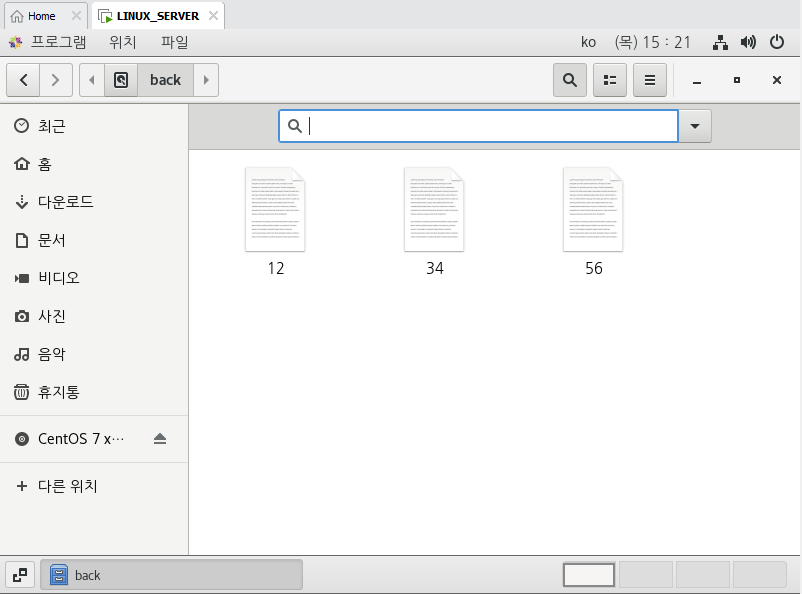 Home
LINUX_SERVER
프로그램 위치 파일 ko (목) 15 : 21
back
최근
홈
다운로드
문서
비디오
사진
음악
휴지통
CentOS 7 x…
다른 위치
12 34 56
back